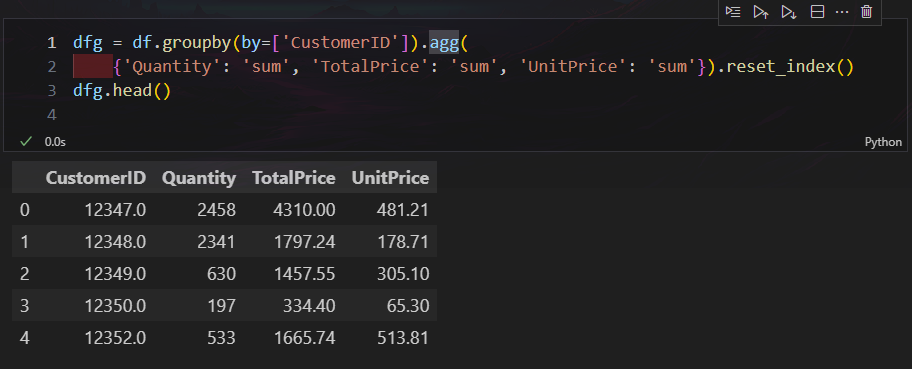 1 dfg = df.groupby(by=['CustomerID']).agg(
2 {'Quantity': 'sum', 'TotalPrice': 'sum', 'UnitPrice': 'sum'}).reset_index()
3 dfg.head()
4
0.0s Python
CustomerID Quantity TotalPrice UnitPrice
0 12347.0 2458 4310.00 481.21
1 12348.0 2341 1797.24 178.71
2 12349.0 630 1457.55 305.10
3 12350.0 197 334.40 65.30
4 12352.0 533 1665.74 513.81